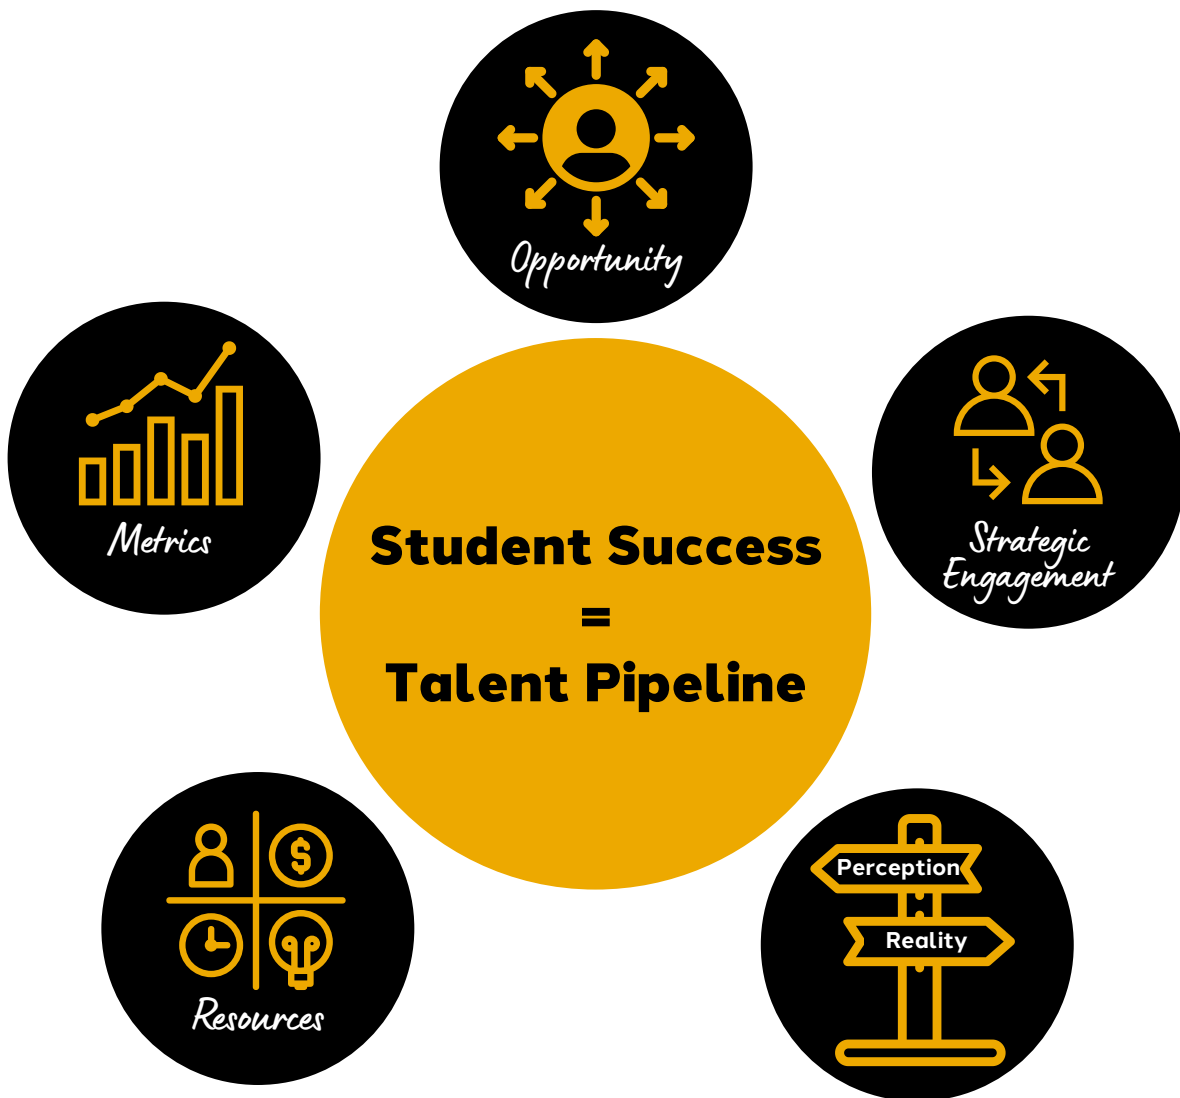 Opportunity
Metrics
Strategic
Engagement
Student Success
=
Talent Pipeline
Resources
$
Perception
Reality